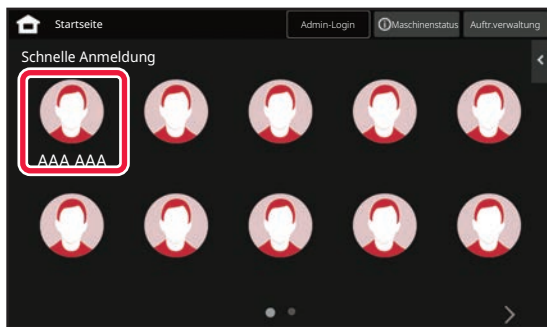 Startseite
Admin-Login
Maschinenstatus
Auftr.verwaltung
Schnelle Anmeldung
AAA AAA